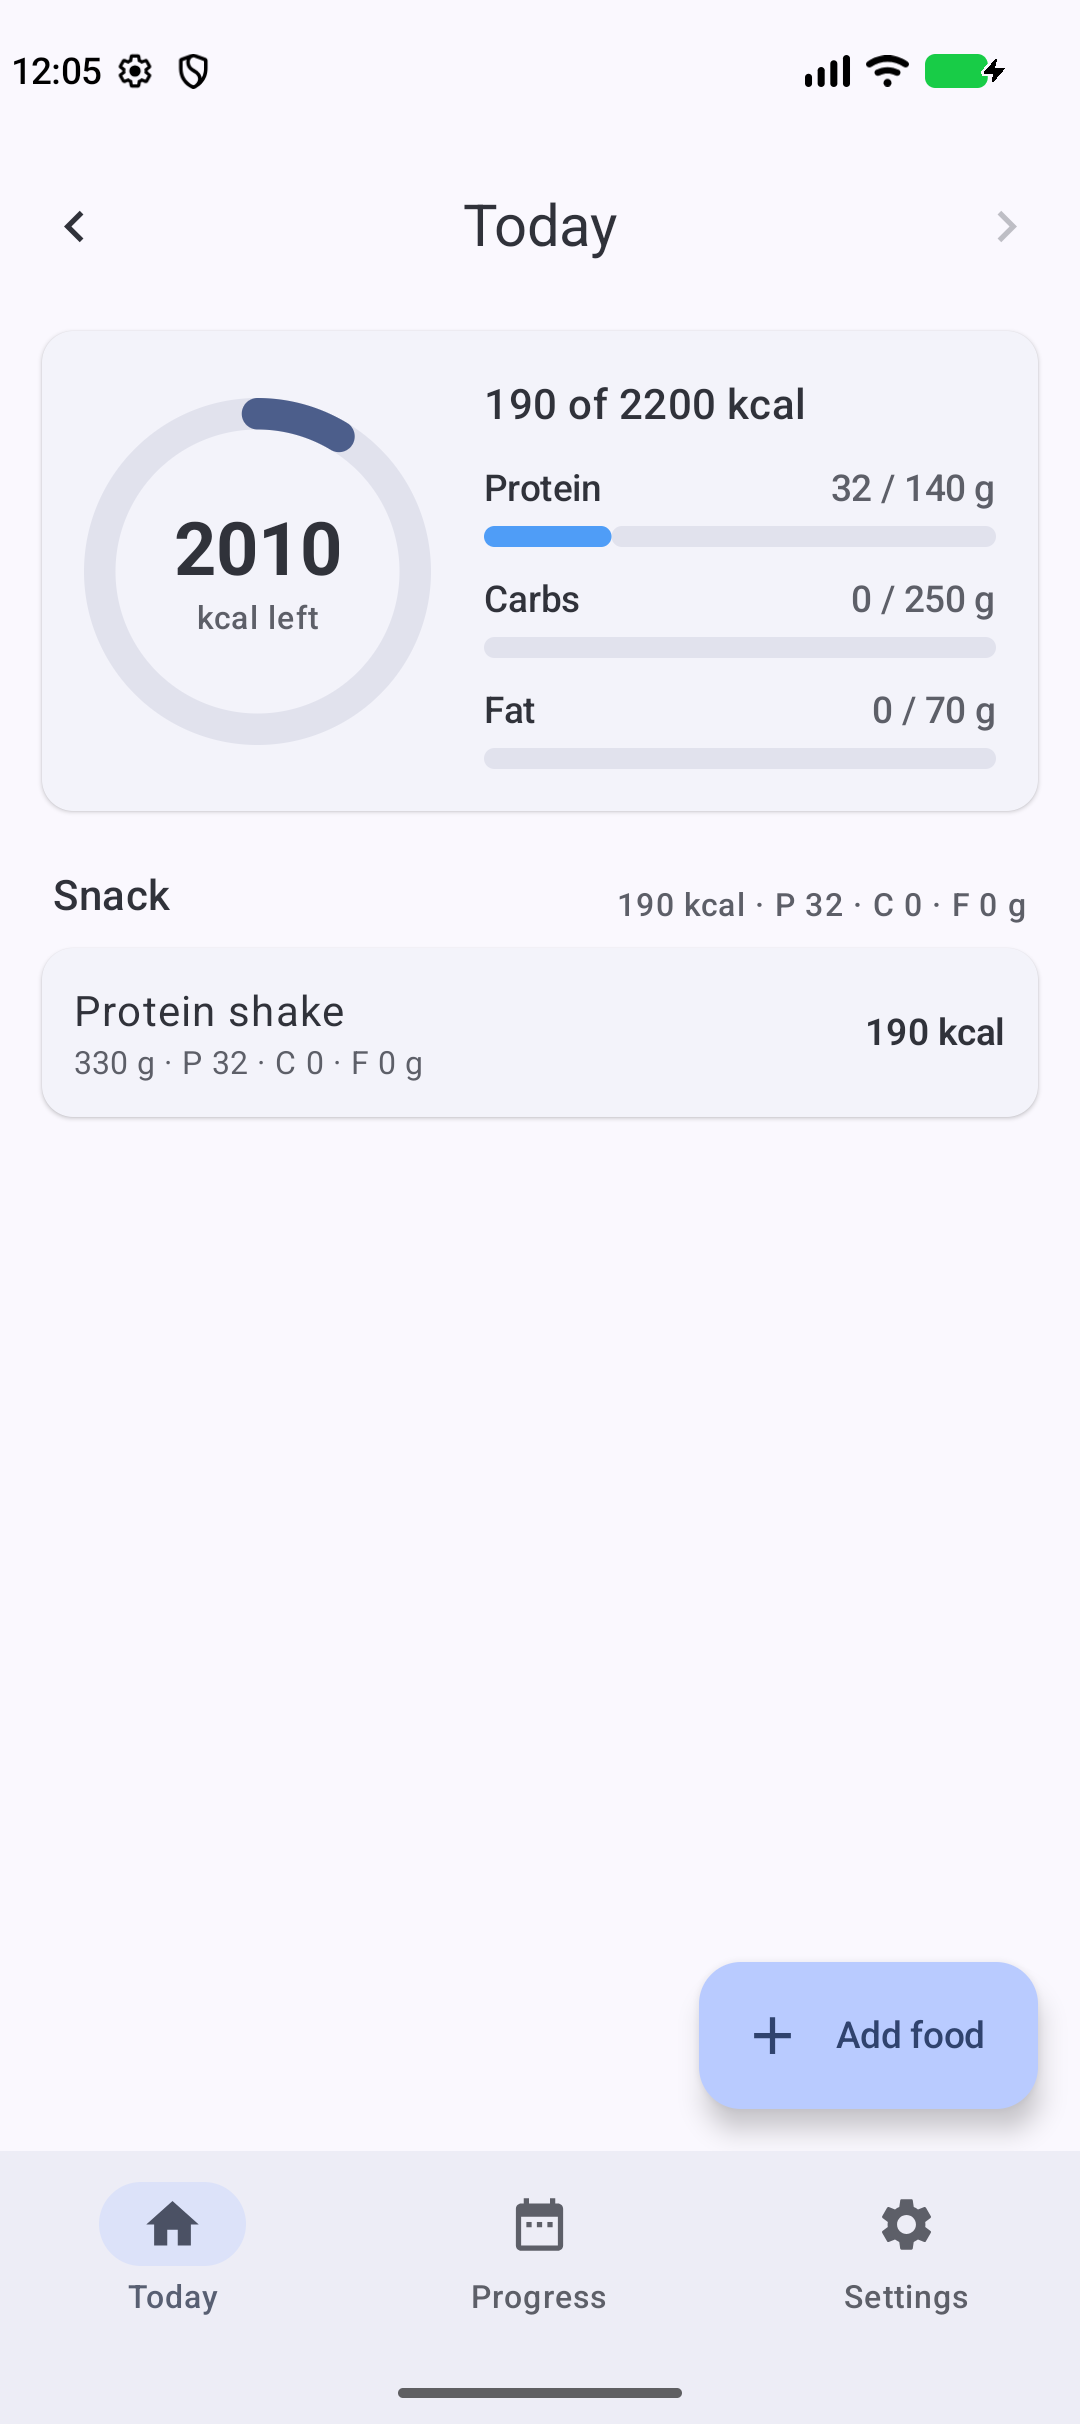 12:05
Today
190 of 2200 kcal
Protein 32 / 140 g
2010
kcal left
Carbs 0 / 250 g
Fat 0 / 70 g
Snack 190 kcal · P 32 · C 0 · F 0 g
Protein shake
330 g · P 32 · C 0 · F 0 g
190 kcal
Add food
Today Progress Settings